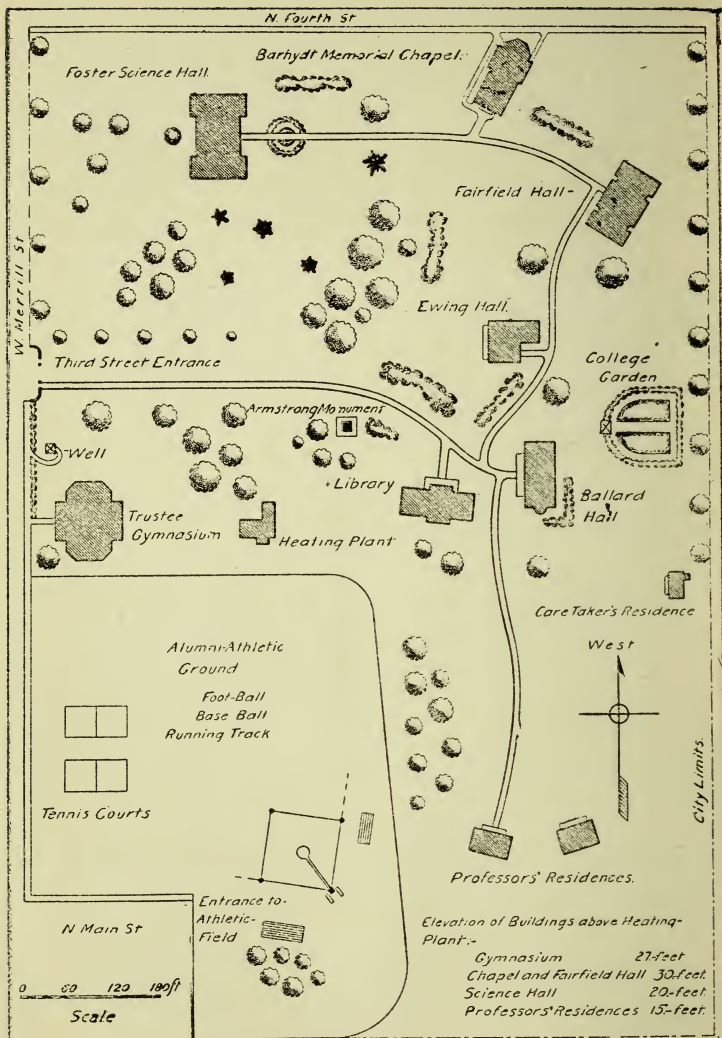 N. Fourth St
Barhydt Memorial Chapel.
Foster Science Hall.
Fairfield Hall-
W. Merrill St
Ewing Hall.
Third Street Entrance
College
Garden
Armstrong Monument
Well
Library
Trustee
Gymnasium
Heating Plant
Ballard
Hall
Care Taker's Residence
West
Alumni-Athletic
Ground
Foot-Ball
Base Ball
Running Track
City Limits.
Tennis Courts
Professors' Residences.
Entrance to-
Athletic-
Field
N Main St
Elevation of Buildings above Heating-
Plant:-
Gymnasium 27-feet
Chapel and Fairfield Hall 30-feet.
Science Hall 20-feet.
Professors' Residences 15-feet.
0 60 120 180ft
Scale